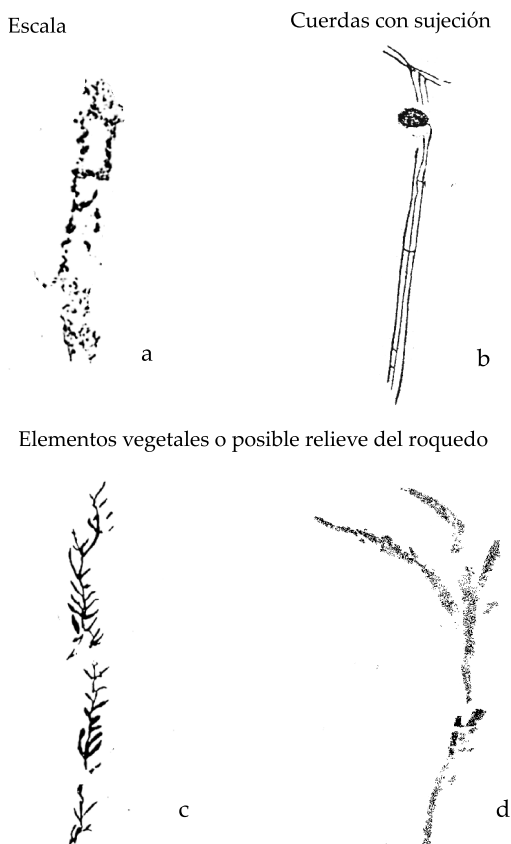 Escala
Cuerdas con sujeción
a
b
Elementos vegetales o posible relieve del roquedo
c
d